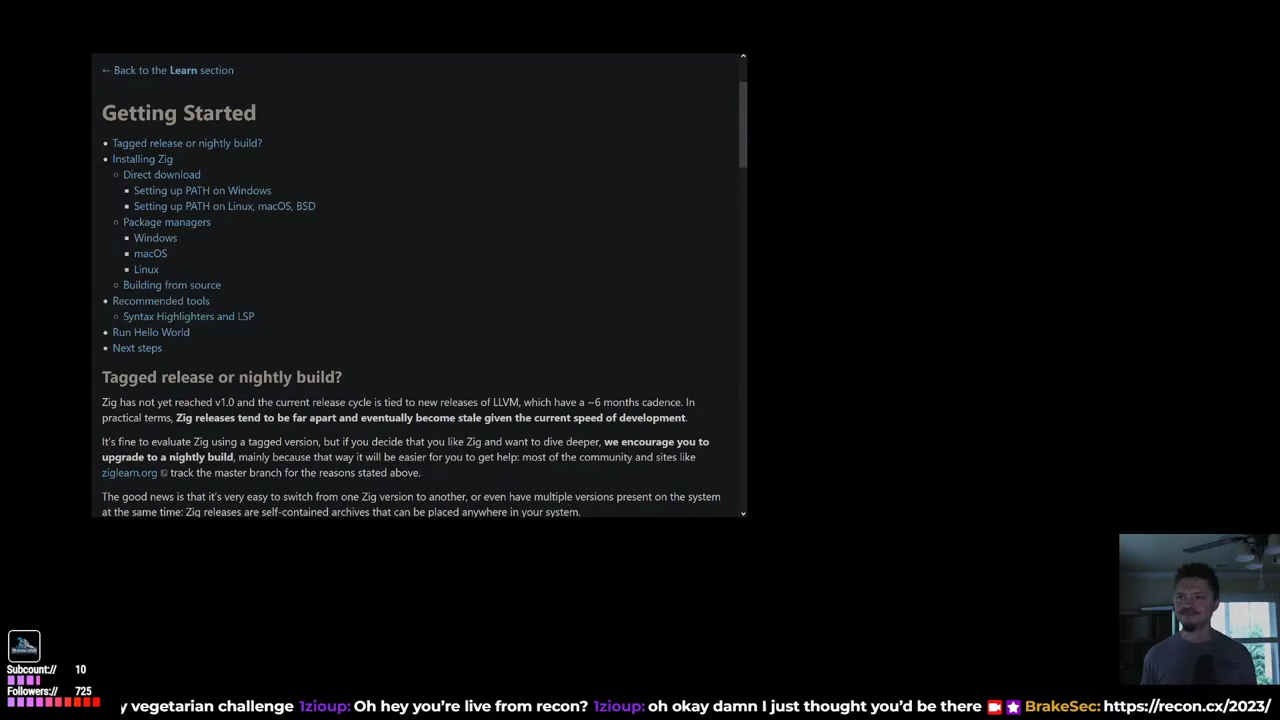 ← Back to the Learn section
Getting Started
• Tagged release or nightly build?
• Installing Zig
◦ Direct download
▪ Setting up PATH on Windows
▪ Setting up PATH on Linux, macOS, BSD
◦ Package managers
▪ Windows
▪ macOS
▪ Linux
◦ Building from source
• Recommended tools
◦ Syntax Highlighters and LSP
• Run Hello World
• Next steps
Tagged release or nightly build?
Zig has not yet reached v1.0 and the current release cycle is tied to new releases of LLVM, which have a ~6 months cadence. In
practical terms, Zig releases tend to be far apart and eventually become stale given the current speed of development.
It's fine to evaluate Zig using a tagged version, but if you decide that you like Zig and want to dive deeper, we encourage you to
upgrade to a nightly build, mainly because that way it will be easier for you to get help: most of the community and sites like
ziglearn.org track the master branch for the reasons stated above.
The good news is that it's very easy to switch from one Zig version to another, or even have multiple versions present on the system
at the same time: Zig releases are self-contained archives that can be placed anywhere in your system.
Subcount:// 10
Followers:// 725
y vegetarian challenge 1zioup: Oh hey you're live from recon? 1zioup: oh okay damn I just thought you'd be there BrakeSec: https://recon.cx/2023/